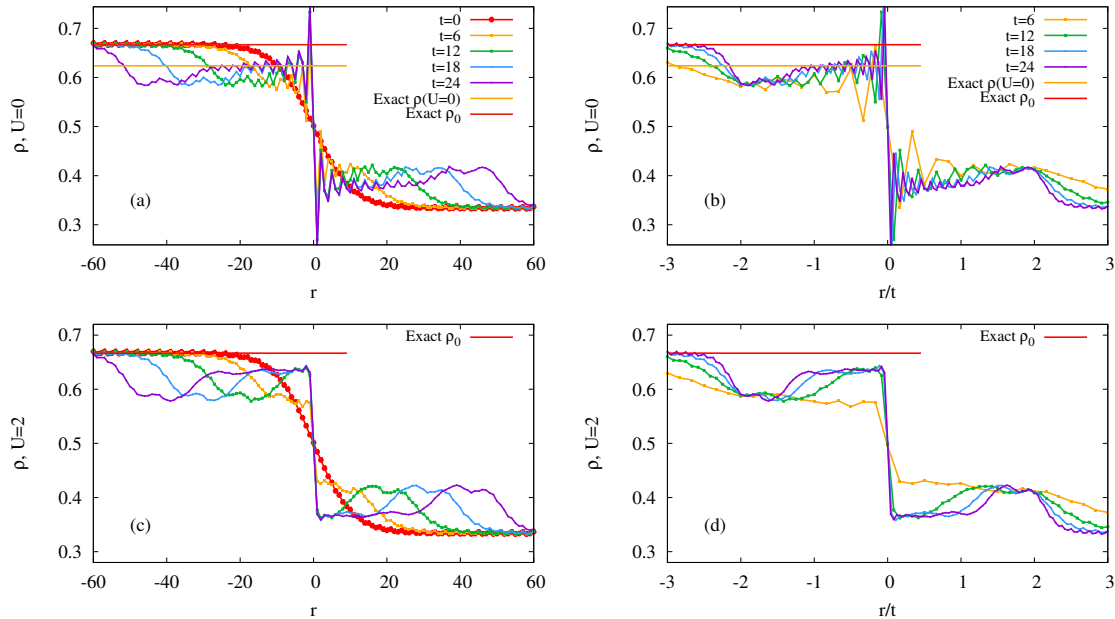 t=0
t=6
t=12
t=18
t=24
Exact ρ(U=0)
Exact ρ₀
ρ, U=0
0.7
0.6
0.5
0.4
0.3
(a)
-60 -40 -20 0 20 40 60
r
t=6
t=12
t=18
t=24
Exact ρ(U=0)
Exact ρ₀
ρ, U=0
0.7
0.6
0.5
0.4
0.3
(b)
-3 -2 -1 0 1 2 3
r/t
Exact ρ₀
ρ, U=2
0.7
0.6
0.5
0.4
0.3
(c)
-60 -40 -20 0 20 40 60
r
Exact ρ₀
ρ, U=2
0.7
0.6
0.5
0.4
0.3
(d)
-3 -2 -1 0 1 2 3
r/t